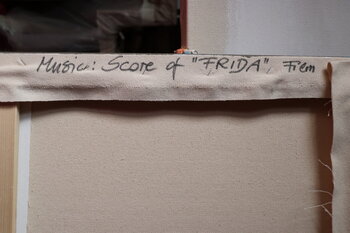 Music: Score of "FRIDA", Film